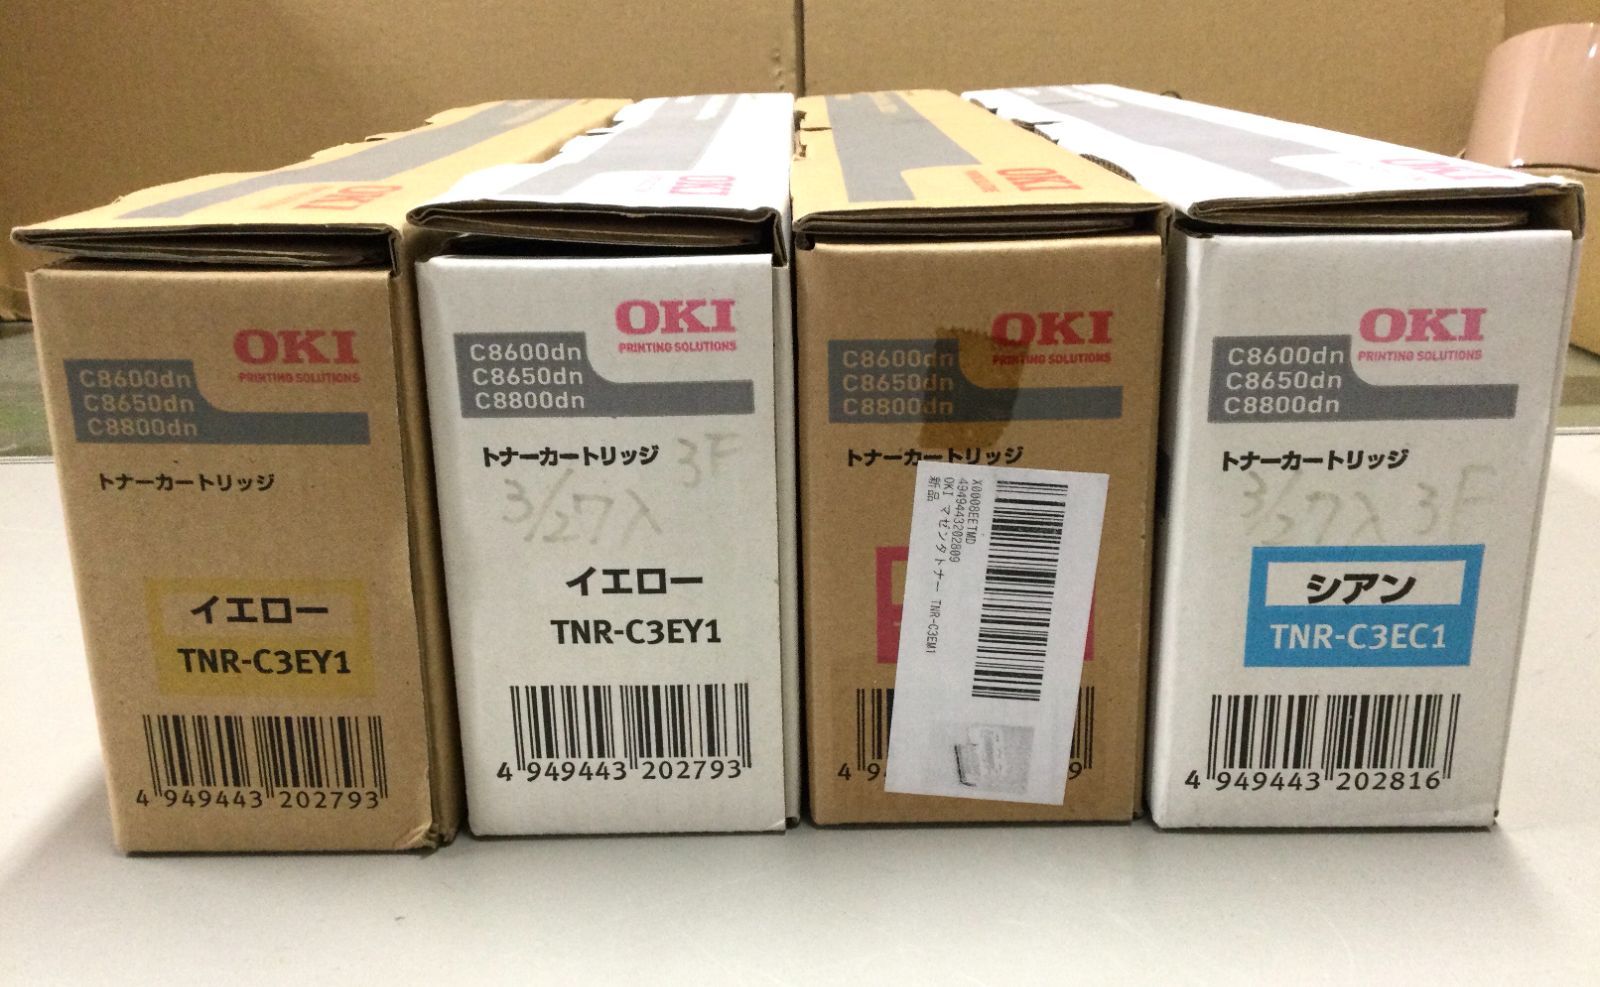 OKI
OKI
OKI
OKI
OKI
PRINTING SOLUTIONS
C8600dn
C8650dn
C8800dn
トナーカートリッジ
イエロー
TNR-C3EY1
4 949443 202793
OKI
PRINTING SOLUTIONS
C8600dn
C8650dn
C8800dn
トナーカートリッジ
3F
3/27入
イエロー
TNR-C3EY1
4 949443 202793
OKI
PRINTING SOLUTIONS
C8600dn
C8650dn
C8800dn
トナーカートリッジ
X0008EETMD
4949443202809
OKI マゼンタトナー TNR-C3EM1
新品
OKI
PRINTING SOLUTIONS
C8600dn
C8650dn
C8800dn
トナーカートリッジ
3/27入 3F
シアン
TNR-C3EC1
4 949443 202816